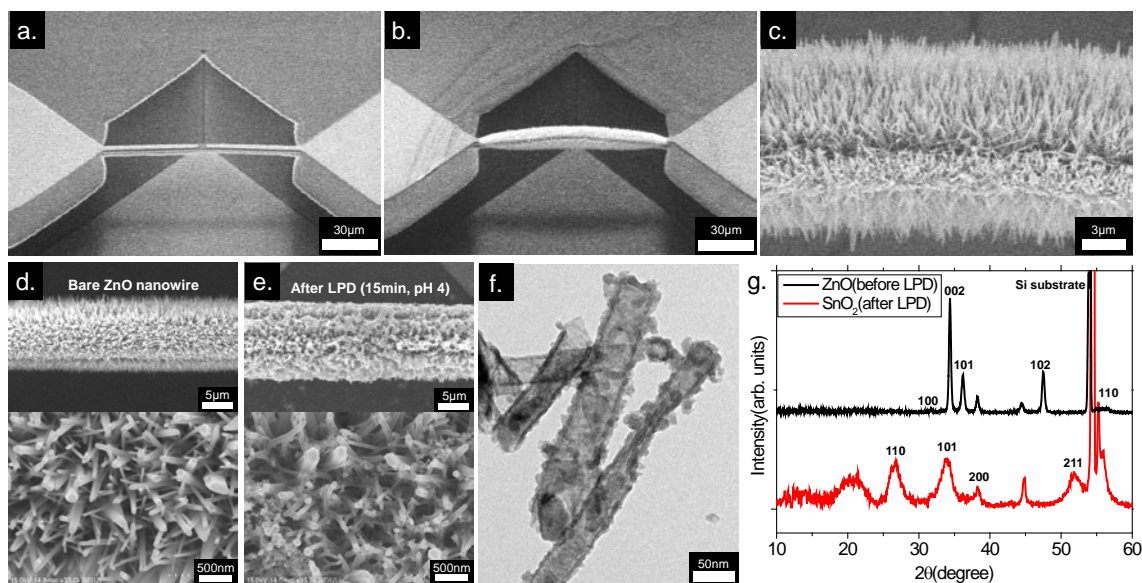 a.
30µm
b.
30µm
c.
3µm
d.
Bare ZnO nanowire
5µm
500nm
e.
After LPD (15min, pH 4)
5µm
500nm
f.
50nm
g.
ZnO(before LPD)
SnO₂(after LPD)
Si substrate
002
101
102
100
110
110
101
200
211
Intensity(arb. units)
10 20 30 40 50 60
2θ(degree)